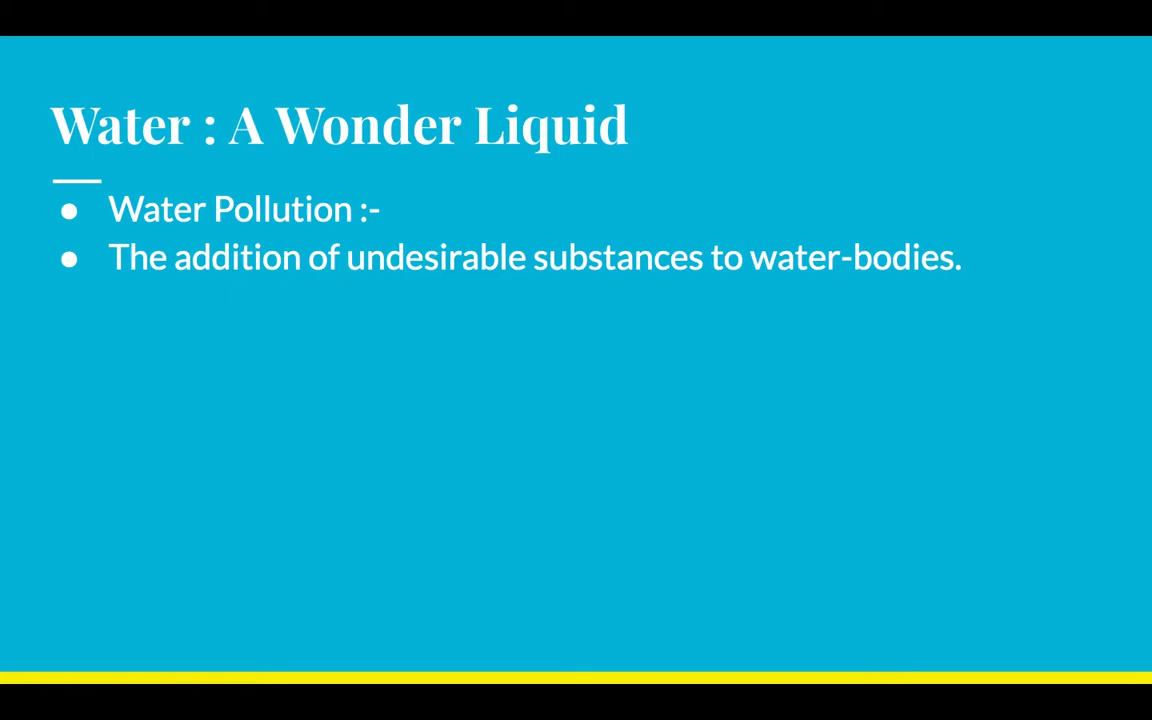 Water : A Wonder Liquid
● Water Pollution :-
● The addition of undesirable substances to water-bodies.